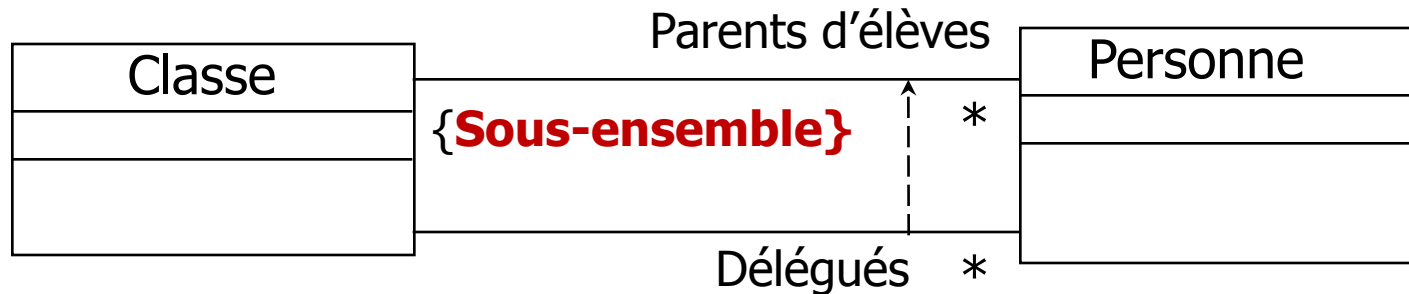 Parents d’élèves
Classe
Personne
{Sous-ensemble}
*
Délégués *